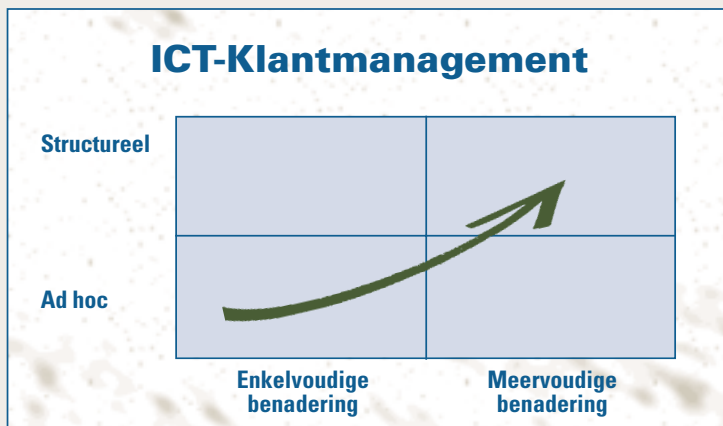 ICT-Klantmanagement
Structureel
Ad hoc
Enkelvoudige
benadering
Meervoudige
benadering